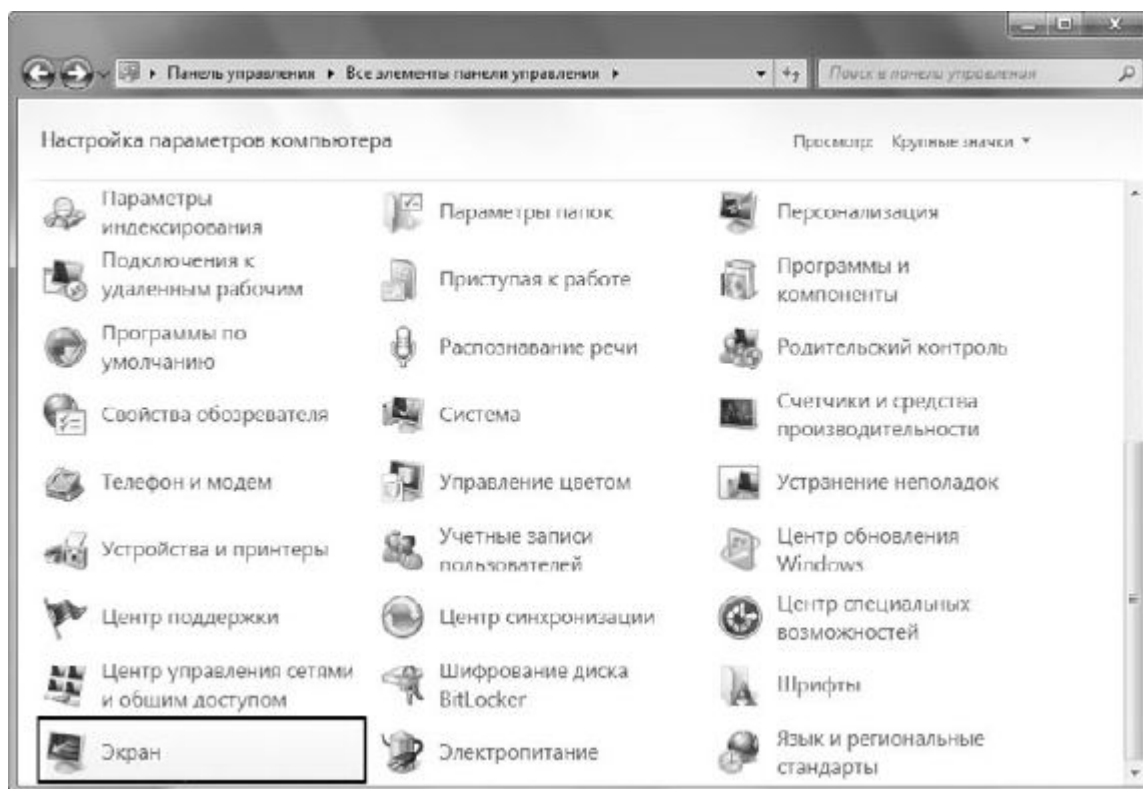 Панель управления ▸ Все элементы панели управления ▸
Поиск в панели управления
Настройка параметров компьютера
Просмотр: Крупные значки
Параметры
индексирования
Параметры папок
Персонализация
Подключения к
удаленным рабочим
Приступая к работе
Программы и
компоненты
Программы по
умолчанию
Распознавание речи
Родительский контроль
Свойства обозревателя
Система
Счетчики и средства
производительности
Телефон и модем
Управление цветом
Устранение неполадок
Устройства и принтеры
Учетные записи
пользователей
Центр обновления
Windows
Центр поддержки
Центр синхронизации
Центр специальных
возможностей
Центр управления сетями
и общим доступом
Шифрование диска
BitLocker
Шрифты
Экран
Электропитание
Язык и региональные
стандарты